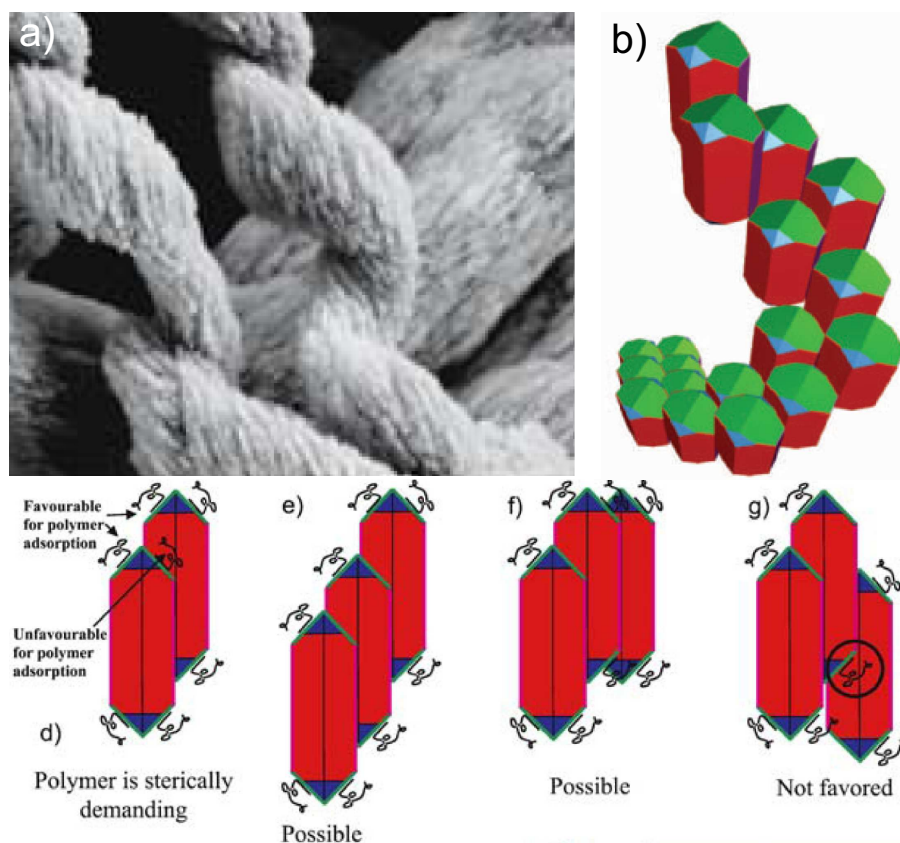 a)
b)
Favourable
for polymer
adsorption
Unfavourable
for polymer
adsorption
d)
Polymer is sterically
demanding
e)
Possible
f)
Possible
g)
Not favored